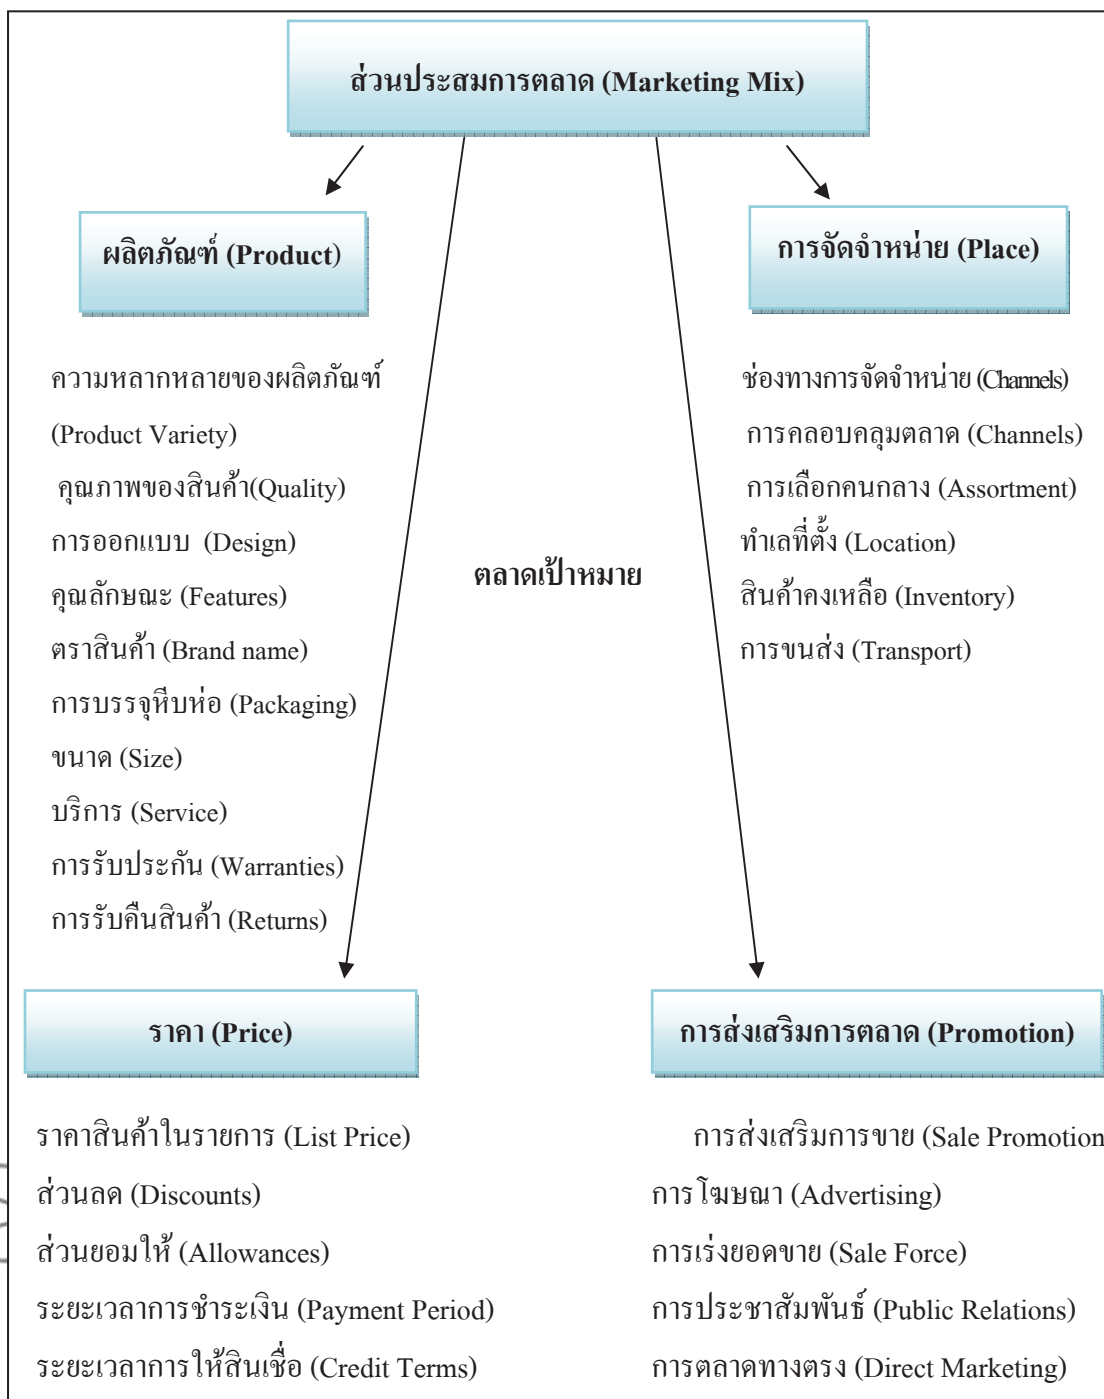 ส่วนประสมการตลาด (Marketing Mix)
ผลิตภัณฑ์ (Product)
ความหลากหลายของผลิตภัณฑ์
(Product Variety)
คุณภาพของสินค้า(Quality)
การออกแบบ (Design)
คุณลักษณะ (Features)
ตราสินค้า (Brand name)
การบรรจุหีบห่อ (Packaging)
ขนาด (Size)
บริการ (Service)
การรับประกัน (Warranties)
การรับคืนสินค้า (Returns)
การจัดจำหน่าย (Place)
ช่องทางการจัดจำหน่าย (Channels)
การคลอบคลุมตลาด (Channels)
การเลือกคนกลาง (Assortment)
ทำเลที่ตั้ง (Location)
สินค้าคงเหลือ (Inventory)
การขนส่ง (Transport)
ตลาดเป้าหมาย
ราคา (Price)
ราคาสินค้าในรายการ (List Price)
ส่วนลด (Discounts)
ส่วนยอมให้ (Allowances)
ระยะเวลาการชำระเงิน (Payment Period)
ระยะเวลาการให้สินเชื่อ (Credit Terms)
การส่งเสริมการตลาด (Promotion)
การส่งเสริมการขาย (Sale Promotion
การโฆษณา (Advertising)
การเร่งยอดขาย (Sale Force)
การประชาสัมพันธ์ (Public Relations)
การตลาดทางตรง (Direct Marketing)